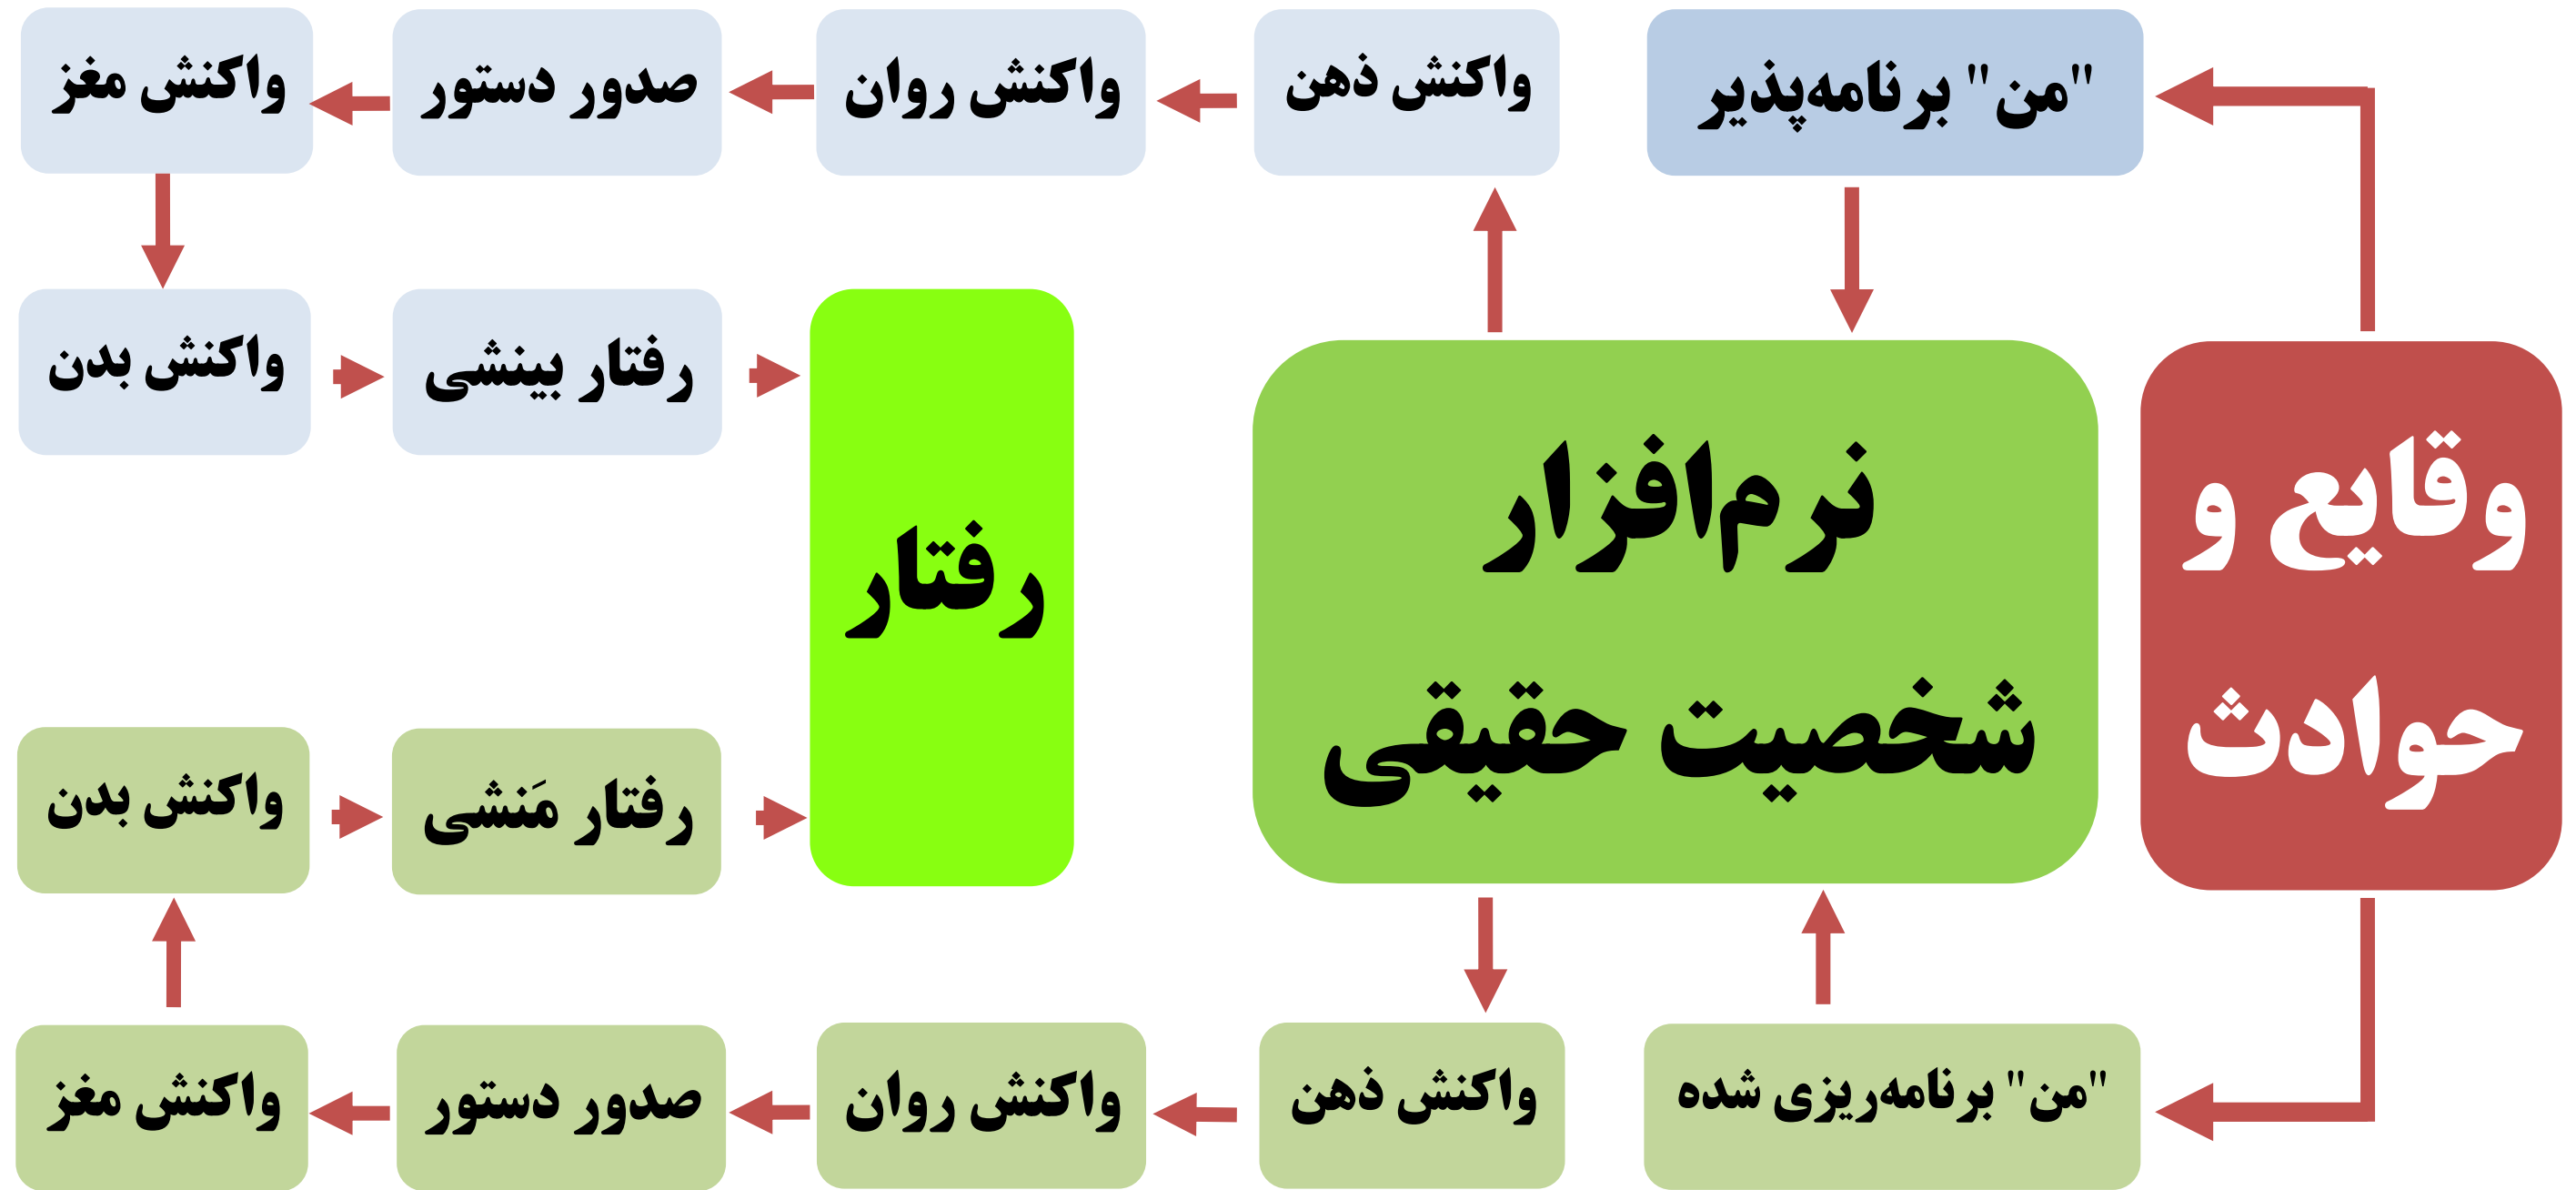 "من" برنامه‌پذیر
واکنش ذهن
واکنش روان
صدور دستور
واکنش مغز
وقایع و
حوادث
نرم‌افزار
شخصیت حقیقی
رفتار
رفتار بینشی
واکنش بدن
رفتار مَنشی
واکنش بدن
"من" برنامه‌ریزی شده
واکنش ذهن
واکنش روان
صدور دستور
واکنش مغز